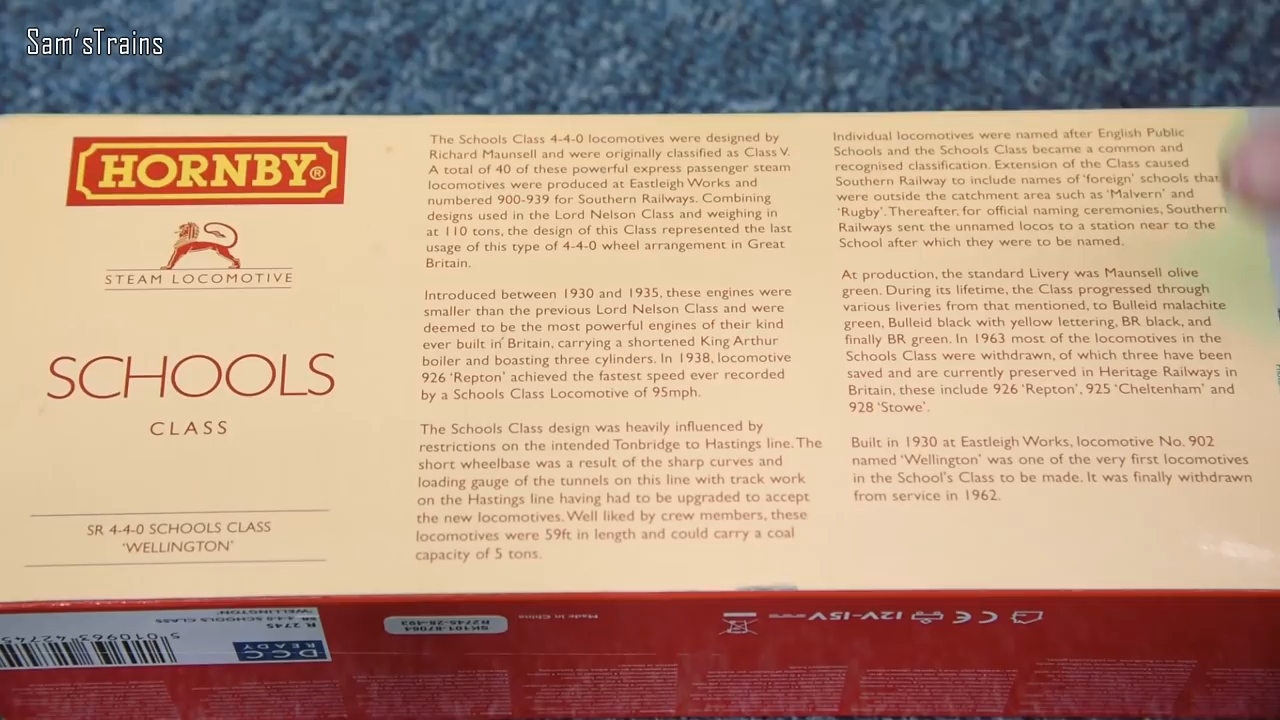 Sam'sTrains
HORNBY®
STEAM LOCOMOTIVE
SCHOOLS
CLASS
SR 4-4-0 SCHOOLS CLASS
'WELLINGTON'
The Schools Class 4-4-0 locomotives were designed by
Richard Maunsell and were originally classified as Class V.
A total of 40 of these powerful express passenger steam
locomotives were produced at Eastleigh Works and
numbered 900-939 for Southern Railways. Combining
designs used in the Lord Nelson Class and weighing in
at 110 tons, the design of this Class represented the last
usage of this type of 4-4-0 wheel arrangement in Great
Britain.
Introduced between 1930 and 1935, these engines were
smaller than the previous Lord Nelson Class and were
deemed to be the most powerful engines of their kind
ever built in Britain, carrying a shortened King Arthur
boiler and boasting three cylinders. In 1938, locomotive
926 'Repton' achieved the fastest speed ever recorded
by a Schools Class Locomotive of 95mph.
The Schools Class design was heavily influenced by
restrictions on the intended Tonbridge to Hastings line. The
short wheelbase was a result of the sharp curves and
loading gauge of the tunnels on this line with track work
on the Hastings line having had to be upgraded to accept
the new locomotives. Well liked by crew members, these
locomotives were 59ft in length and could carry a coal
capacity of 5 tons.
Individual locomotives were named after English Public
Schools and the Schools Class became a common and
recognised classification. Extension of the Class caused
Southern Railway to include names of 'foreign' schools that
were outside the catchment area such as 'Malvern' and
'Rugby'. Thereafter, for official naming ceremonies, Southern
Railways sent the unnamed locos to a station near to the
School after which they were to be named.
At production, the standard Livery was Maunsell olive
green. During its lifetime, the Class progressed through
various liveries from that mentioned, to Bulleid malachite
green, Bulleid black with yellow lettering, BR black, and
finally BR green. In 1963 most of the locomotives in the
Schools Class were withdrawn, of which three have been
saved and are currently preserved in Heritage Railways in
Britain, these include 926 'Repton', 925 'Cheltenham' and
928 'Stowe'.
Built in 1930 at Eastleigh Works, locomotive No. 902
named 'Wellington' was one of the very first locomotives
in the School's Class to be made. It was finally withdrawn
from service in 1962.
R 2745
SR 4-4-0 SCHOOLS CLASS
'WELLINGTON'
DCC
READY
Made in China
12V-15V
CE